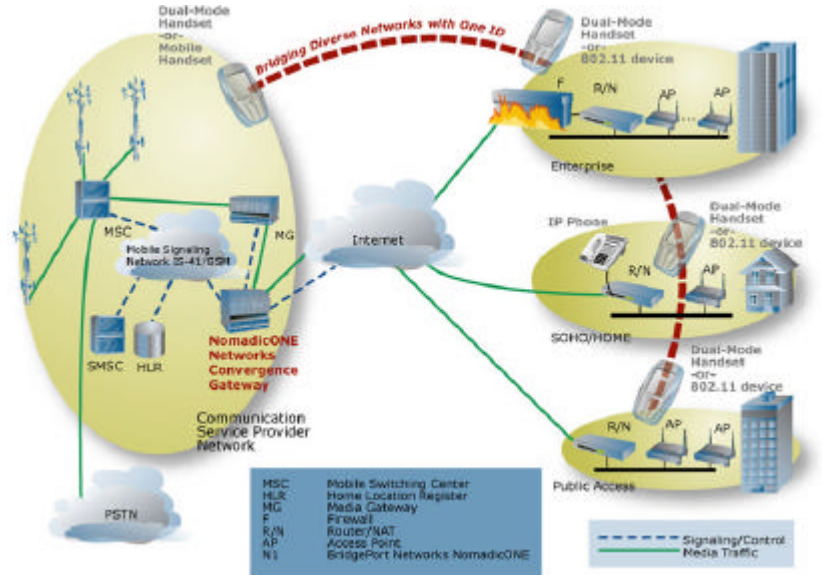 Dual-Mode
Handset
-or-
Mobile
Handset
Bridging Diverse Networks with One ID
Dual-Mode
Handset
-or-
802.11 device
F
R/N
AP
AP
Enterprise
MSC
MG
Mobile Signaling
Network IS-41/GSM
Internet
IP Phone
Dual-Mode
Handset
-or-
802.11 device
R/N
AP
SOHO/HOME
SMSC
HLR
NomadicONE
Networks
Convergence
Gateway
Communication
Service Provider
Network
Dual-Mode
Handset
-or-
802.11 device
R/N
AP
AP
Public Access
PSTN
MSC Mobile Switching Center
HLR Home Location Register
MG Media Gateway
F Firewall
R/N Router/NAT
AP Access Point
N1 BridgePort Networks NomadicONE
Signaling/Control
Media Traffic